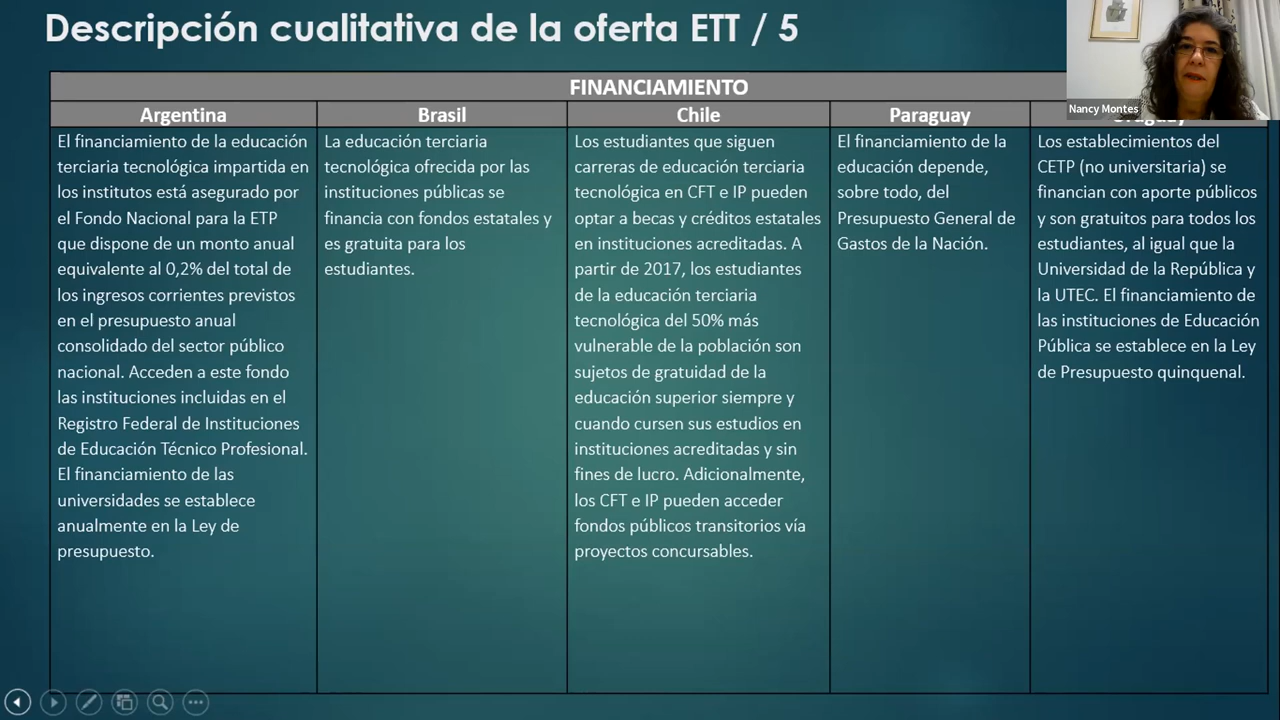 Descripción cualitativa de la oferta ETT / 5
Nancy Montes
FINANCIAMIENTO
Argentina
El financiamiento de la educación
terciaria tecnológica impartida en
los institutos está asegurado por
el Fondo Nacional para la ETP
que dispone de un monto anual
equivalente al 0,2% del total de
los ingresos corrientes previstos
en el presupuesto anual
consolidado del sector público
nacional. Acceden a este fondo
las instituciones incluidas en el
Registro Federal de Instituciones
de Educación Técnico Profesional.
El financiamiento de las
universidades se establece
anualmente en la Ley de
presupuesto.
Brasil
La educación terciaria
tecnológica ofrecida por las
instituciones públicas se
financia con fondos estatales y
es gratuita para los
estudiantes.
Chile
Los estudiantes que siguen
carreras de educación terciaria
tecnológica en CFT e IP pueden
optar a becas y créditos estatales
en instituciones acreditadas. A
partir de 2017, los estudiantes
de la educación terciaria
tecnológica del 50% más
vulnerable de la población son
sujetos de gratuidad de la
educación superior siempre y
cuando cursen sus estudios en
instituciones acreditadas y sin
fines de lucro. Adicionalmente,
los CFT e IP pueden acceder
fondos públicos transitorios vía
proyectos concursables.
Paraguay
El financiamiento de la
educación depende,
sobre todo, del
Presupuesto General de
Gastos de la Nación.
Uruguay
Los establecimientos del
CETP (no universitaria) se
financian con aporte públicos
y son gratuitos para todos los
estudiantes, al igual que la
Universidad de la República y
la UTEC. El financiamiento de
las instituciones de Educación
Pública se establece en la Ley
de Presupuesto quinquenal.